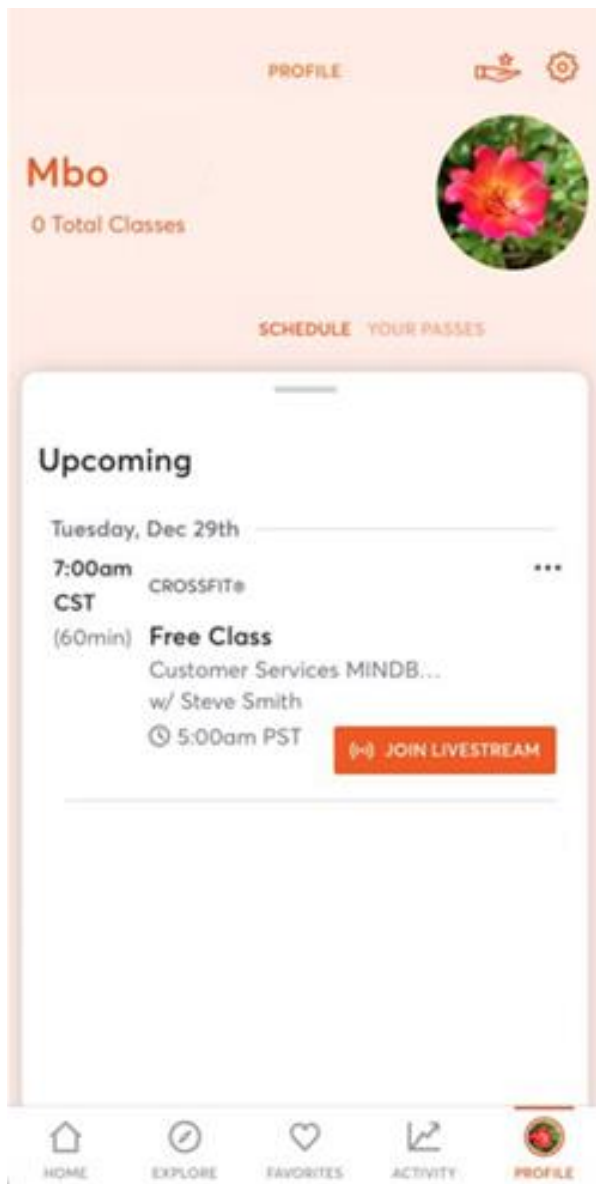 PROFILE
Mbo
0 Total Classes
SCHEDULE YOUR PASSES
Upcoming
Tuesday, Dec 29th
7:00am
CST
(60min)
CROSSFIT®
•••
Free Class
Customer Services MINDB...
w/ Steve Smith
5:00am PST
JOIN LIVESTREAM
HOME EXPLORE FAVORITES ACTIVITY PROFILE